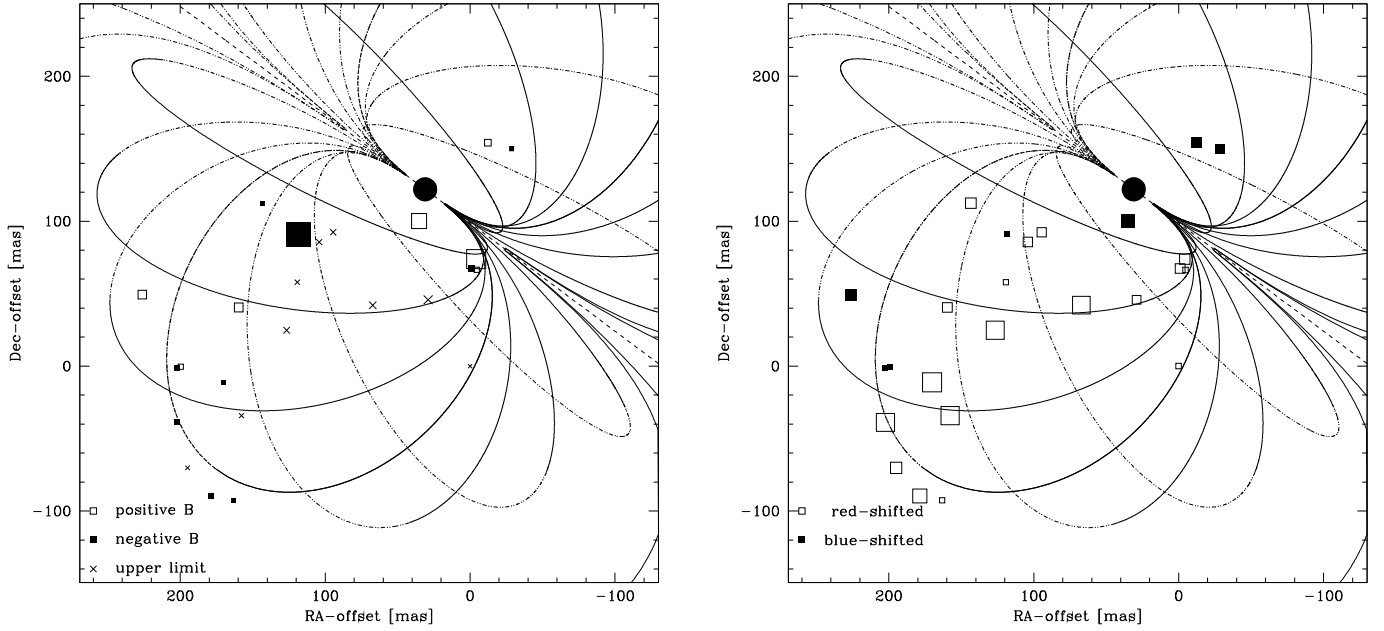 200
100
0
−100
Dec−offset [mas]
positive B
negative B
upper limit
200
100
0
−100
RA−offset [mas]
200
100
0
−100
Dec−offset [mas]
red−shifted
blue−shifted
200
100
0
−100
RA−offset [mas]